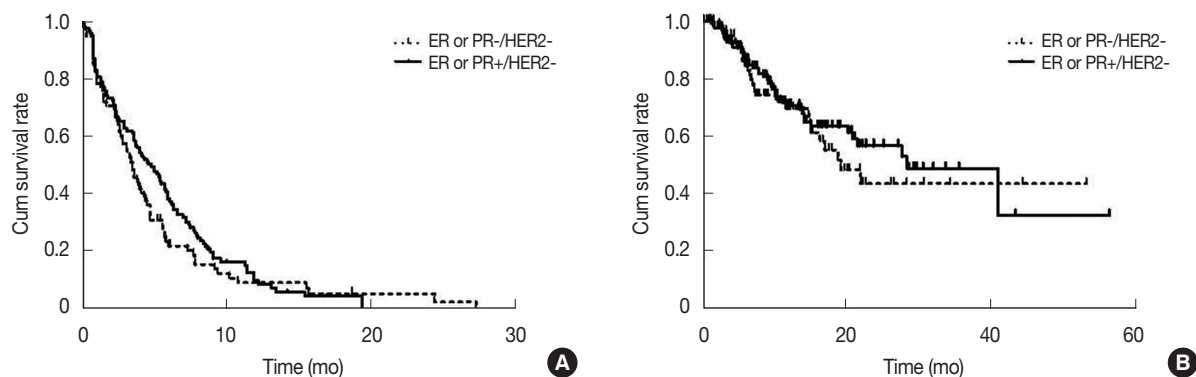 1.0
0.8
0.6
0.4
0.2
0
Cum survival rate
0
10
20
30
Time (mo)
ER or PR-/HER2-
ER or PR+/HER2-
A
1.0
0.8
0.6
0.4
0.2
0
Cum survival rate
0
20
40
60
Time (mo)
ER or PR-/HER2-
ER or PR+/HER2-
B